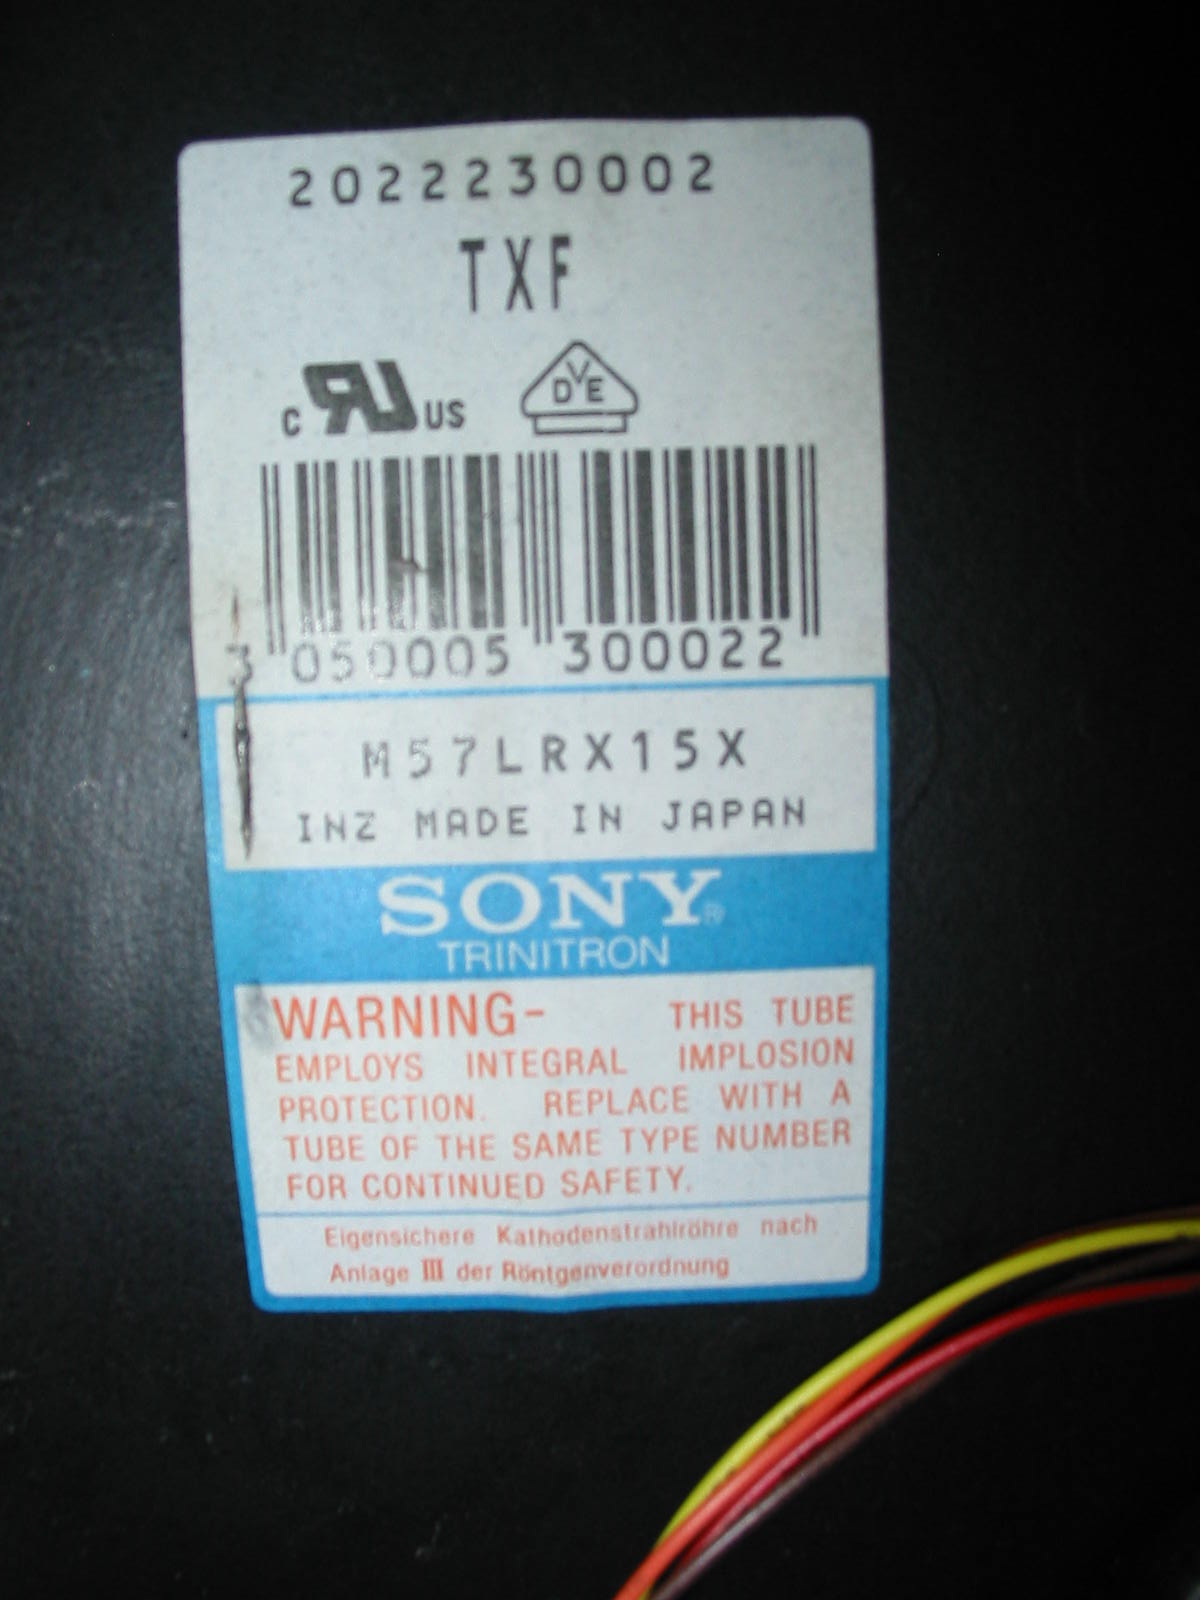 2022230002
TXF
c RU US
DVE
3 050005 300022
M57LRX15X
INZ MADE IN JAPAN
SONY®
TRINITRON
WARNING- THIS TUBE
EMPLOYS INTEGRAL IMPLOSION
PROTECTION. REPLACE WITH A
TUBE OF THE SAME TYPE NUMBER
FOR CONTINUED SAFETY.
Eigensichere Kathodenstrahlröhre nach
Anlage III der Röntgenverordnung